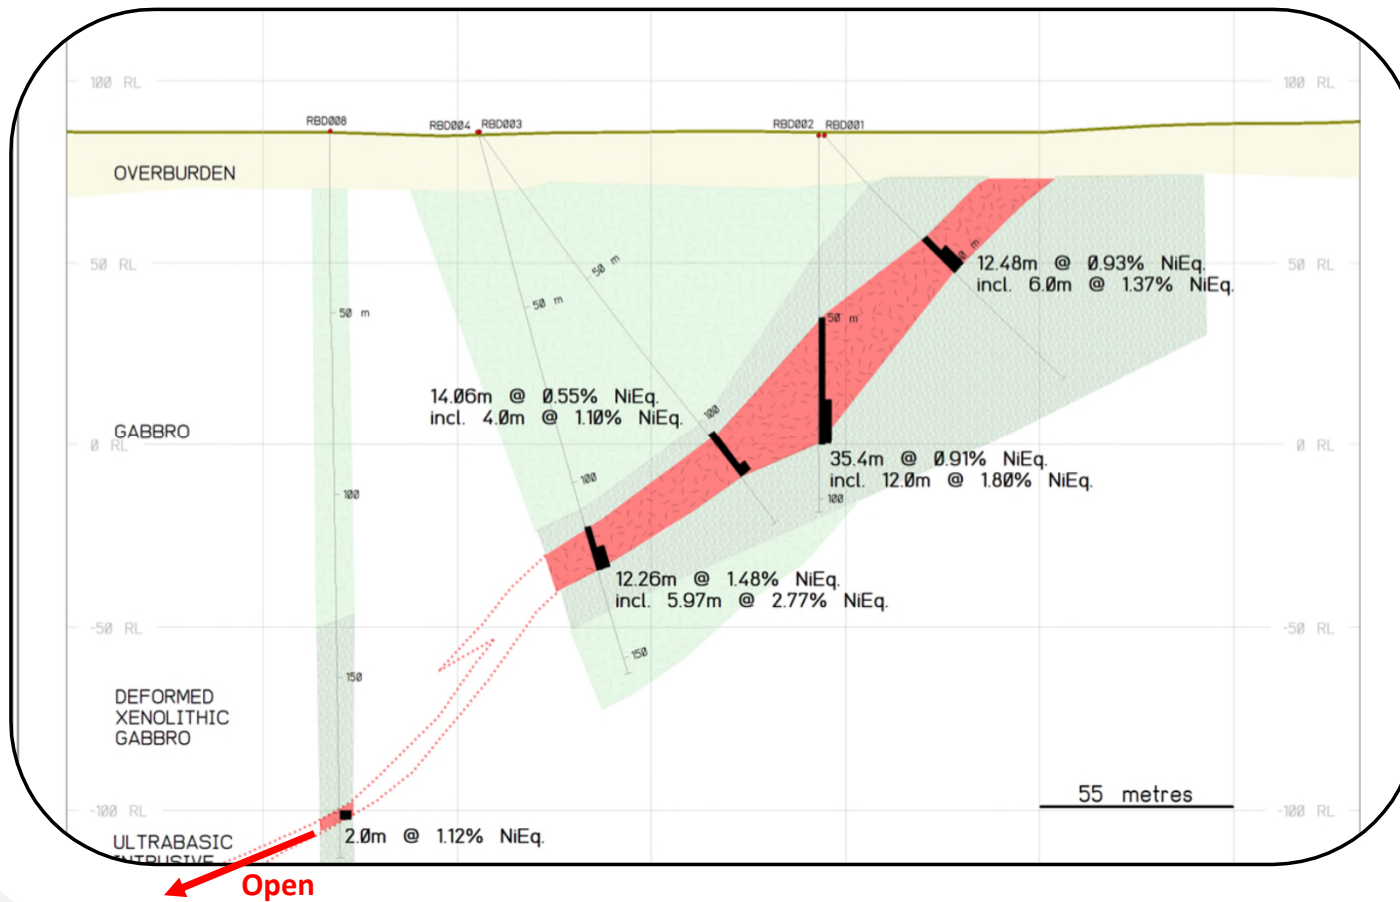 100 RL
100 RL
RBD008
RBD004
RBD003
RBD002
RBD001
OVERBURDEN
50 RL
50 m
50 m
50 m
50 m
12.48m @ 0.93% NiEq.
incl. 6.0m @ 1.37% NiEq.
50 RL
14.06m @ 0.55% NiEq.
incl. 4.0m @ 1.10% NiEq.
100
GABBRO
0 RL
0 RL
35.4m @ 0.91% NiEq.
incl. 12.0m @ 1.80% NiEq.
100
100
100
12.26m @ 1.48% NiEq.
incl. 5.97m @ 2.77% NiEq.
-50 RL
-50 RL
150
150
DEFORMED
XENOLITHIC
GABBRO
55 metres
-100 RL
-100 RL
2.0m @ 1.12% NiEq.
ULTRABASIC
INTRUSIVE
Open